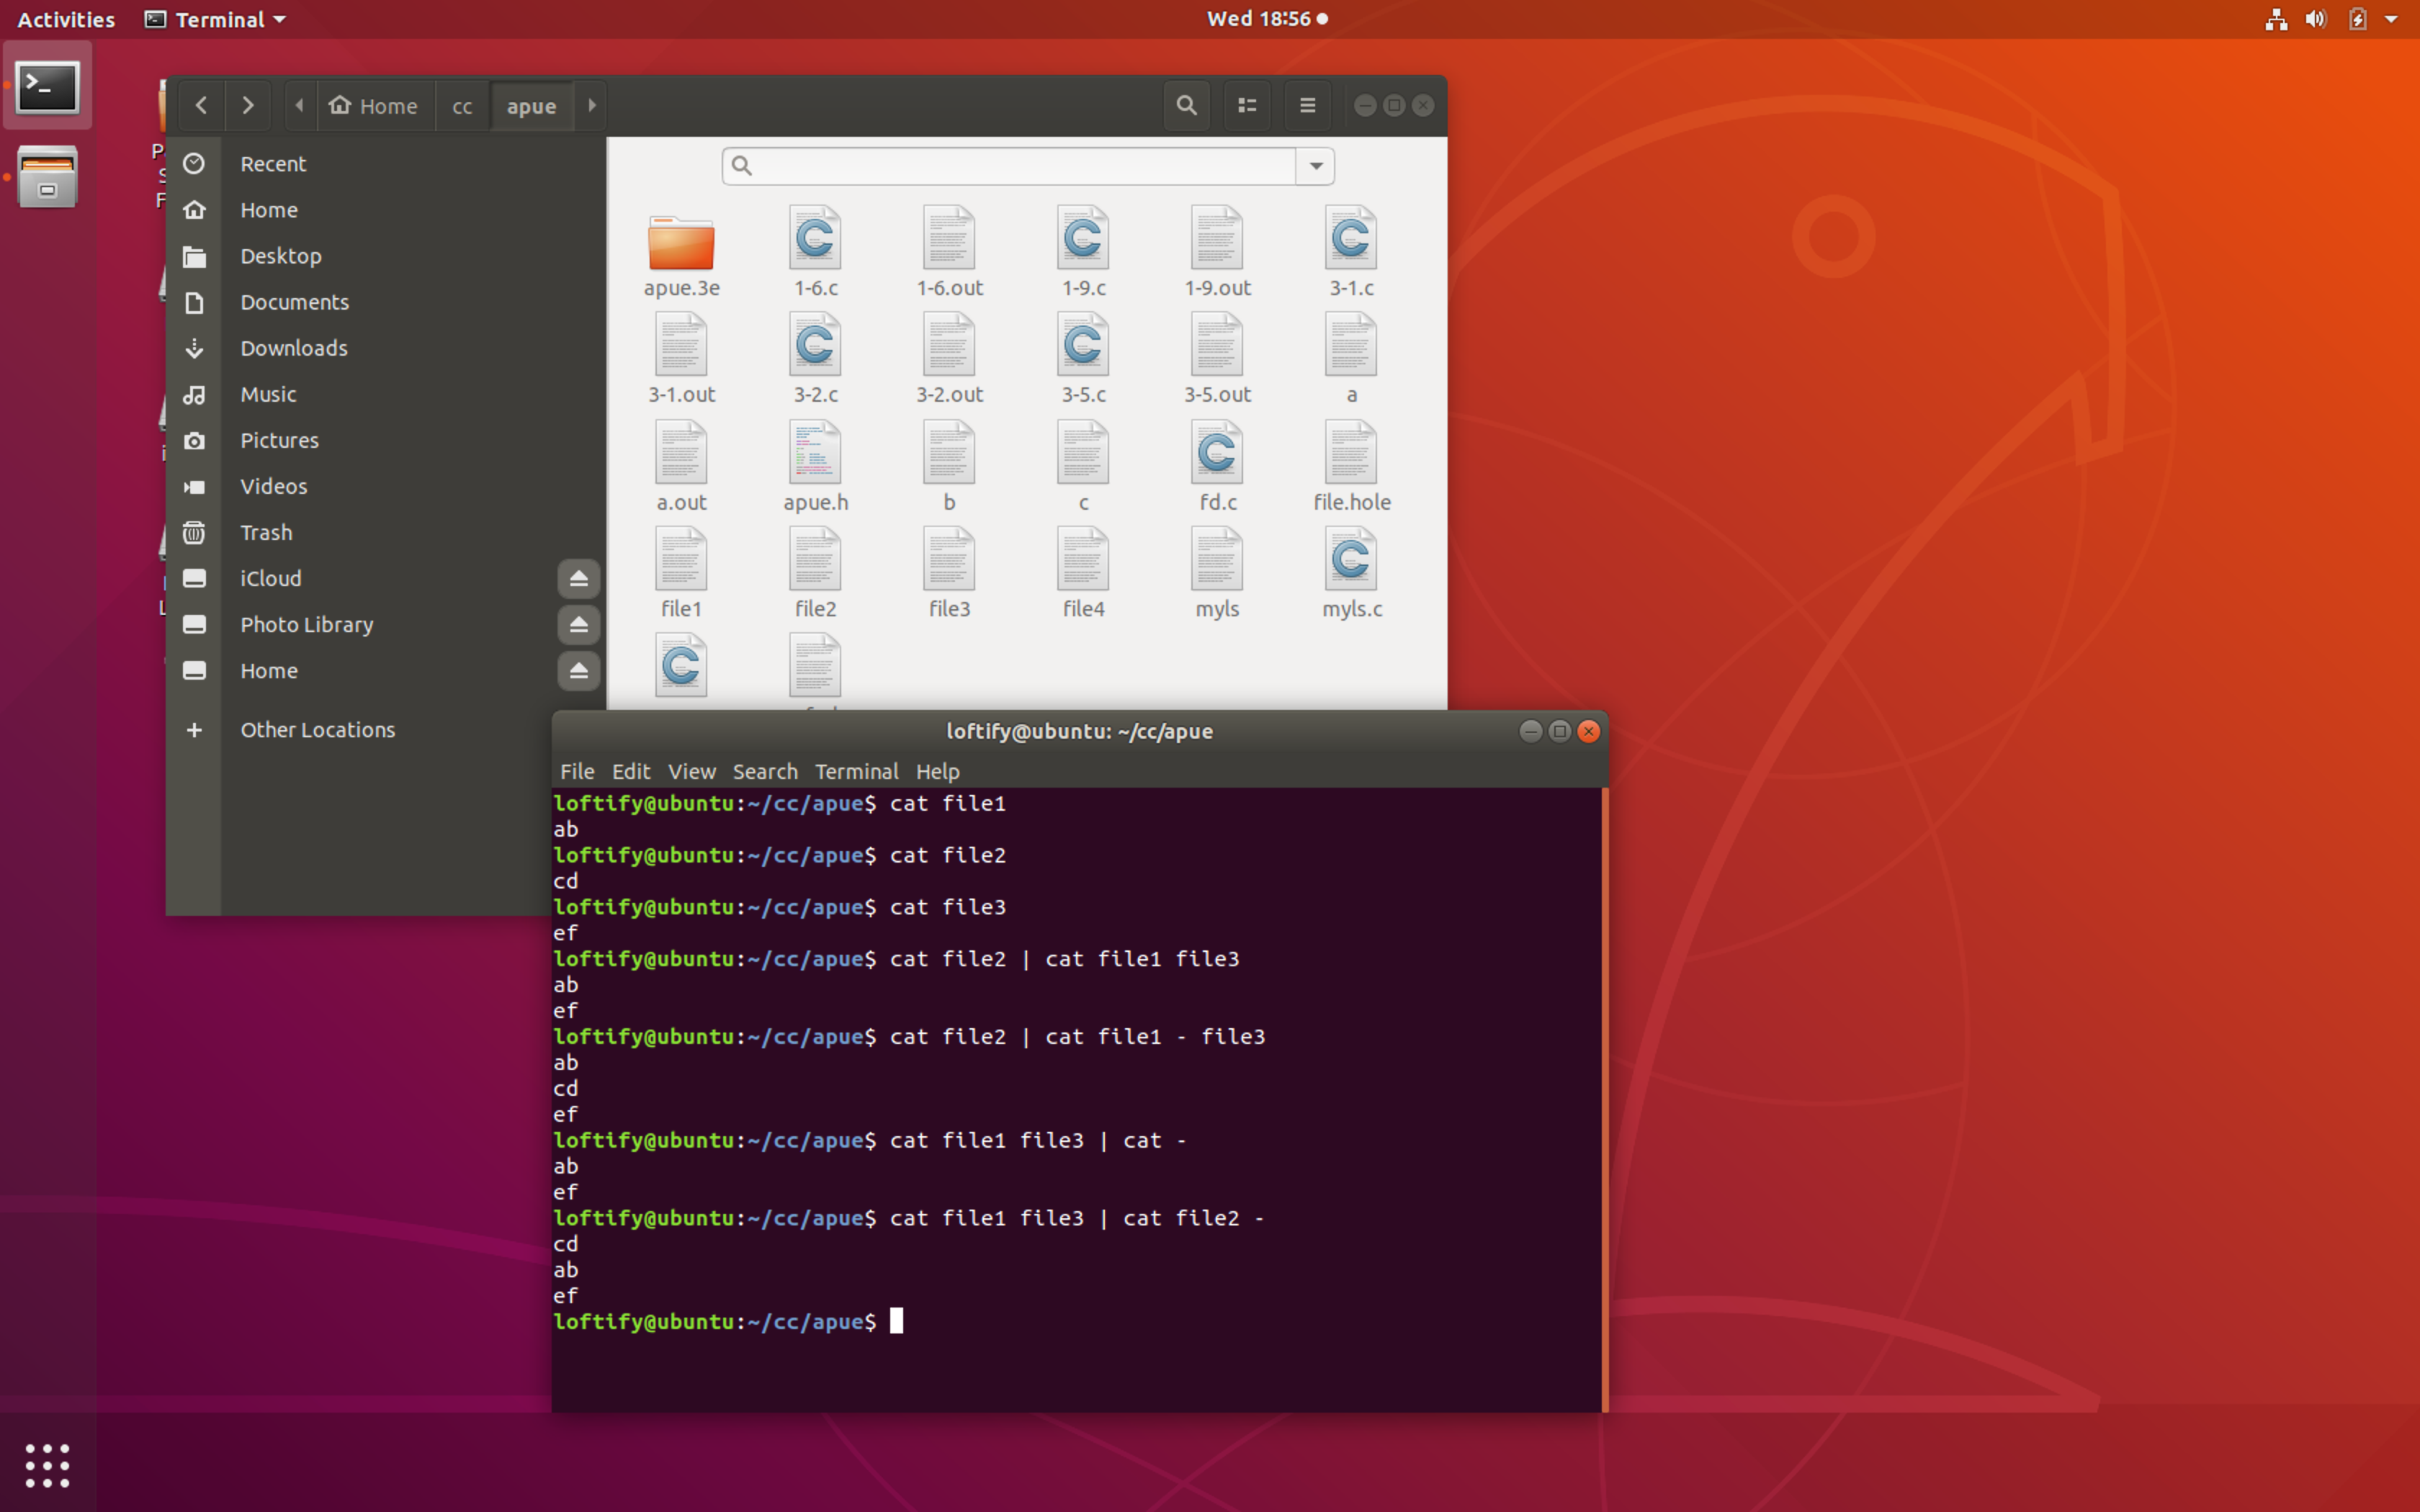 Activities Terminal Wed 18:56
Home cc apue
Recent
Home
Desktop
Documents
Downloads
Music
Pictures
Videos
Trash
iCloud
Photo Library
Home
Other Locations
apue.3e 1-6.c 1-6.out 1-9.c 1-9.out 3-1.c
3-1.out 3-2.c 3-2.out 3-5.c 3-5.out a
a.out apue.h b c fd.c file.hole
file1 file2 file3 file4 myls myls.c
loftify@ubuntu: ~/cc/apue
File Edit View Search Terminal Help
loftify@ubuntu:~/cc/apue$ cat file1
ab
loftify@ubuntu:~/cc/apue$ cat file2
cd
loftify@ubuntu:~/cc/apue$ cat file3
ef
loftify@ubuntu:~/cc/apue$ cat file2 | cat file1 file3
ab
ef
loftify@ubuntu:~/cc/apue$ cat file2 | cat file1 - file3
ab
cd
ef
loftify@ubuntu:~/cc/apue$ cat file1 file3 | cat -
ab
ef
loftify@ubuntu:~/cc/apue$ cat file1 file3 | cat file2 -
cd
ab
ef
loftify@ubuntu:~/cc/apue$